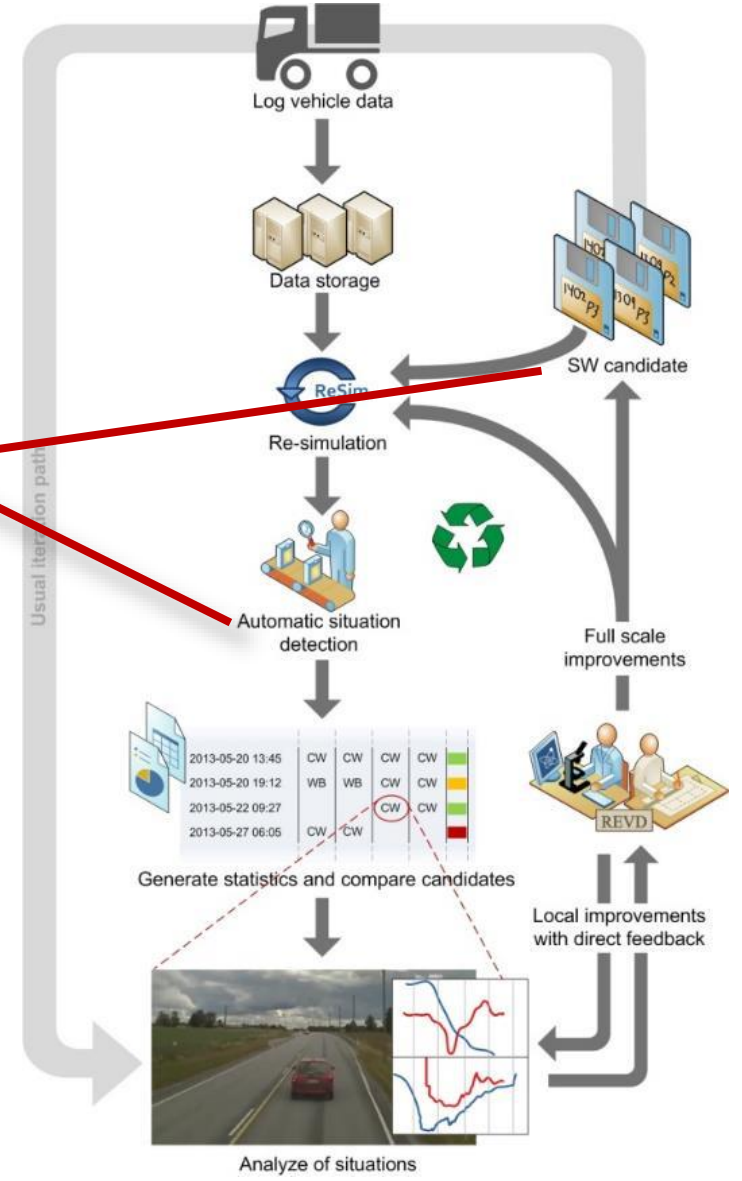 Log vehicle data
Data storage
1402 P3
1309 P3
SW candidate
ReSim
Re-simulation
Usual iteration path
Automatic situation
detection
Full scale
improvements
2013-05-20 13:45 CW CW CW CW
2013-05-20 19:12 WB WB CW CW
2013-05-22 09:27 CW CW
2013-05-27 06:05 CW CW
REVD
Generate statistics and compare candidates
Local improvements
with direct feedback
Analyze of situations